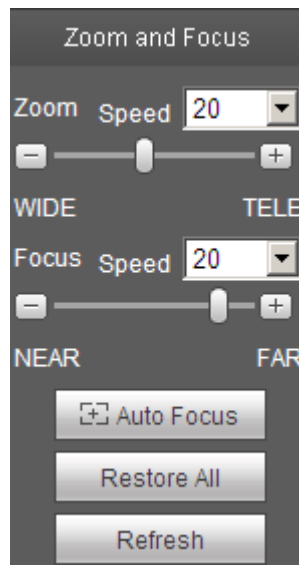 Zoom and Focus
Zoom Speed 20
WIDE TELE
Focus Speed 20
NEAR FAR
Auto Focus
Restore All
Refresh